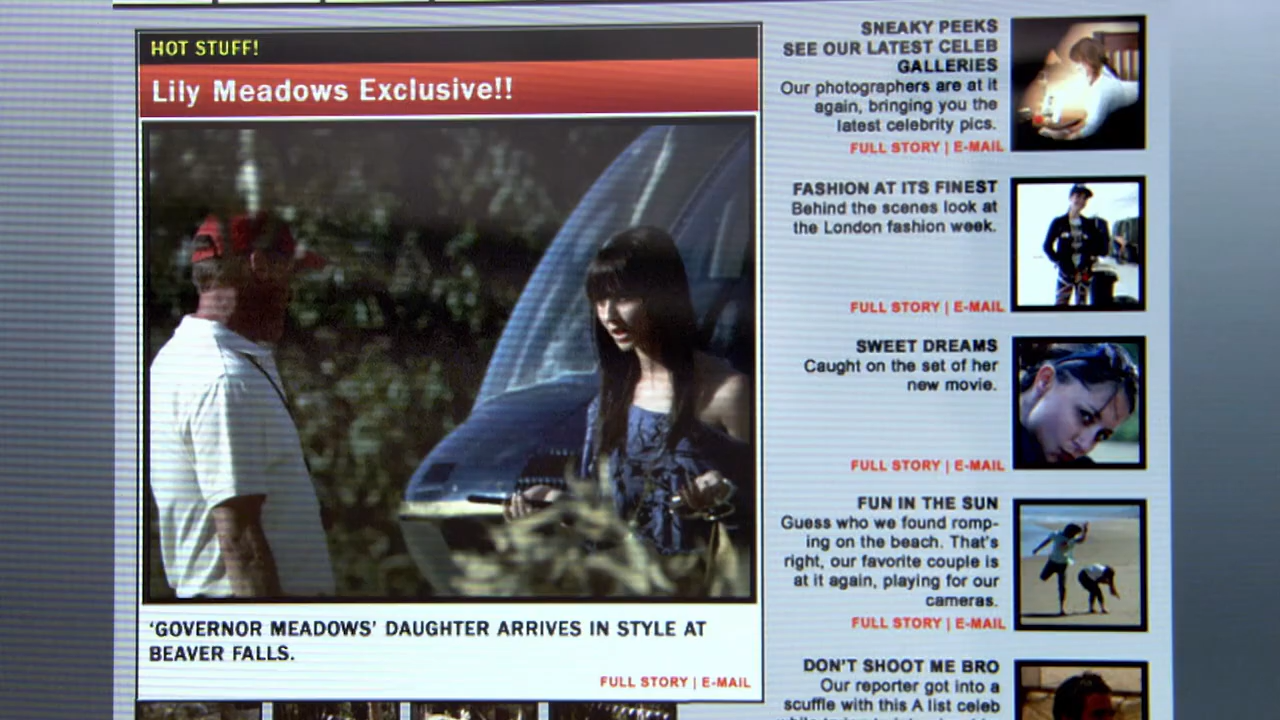 HOT STUFF!
Lily Meadows Exclusive!!
'GOVERNOR MEADOWS' DAUGHTER ARRIVES IN STYLE AT
BEAVER FALLS.
FULL STORY | E-MAIL
SNEAKY PEEKS
SEE OUR LATEST CELEB
GALLERIES
Our photographers are at it
again, bringing you the
latest celebrity pics.
FULL STORY | E-MAIL
FASHION AT ITS FINEST
Behind the scenes look at
the London fashion week.
FULL STORY | E-MAIL
SWEET DREAMS
Caught on the set of her
new movie.
FULL STORY | E-MAIL
FUN IN THE SUN
Guess who we found romp-
ing on the beach. That's
right, our favorite couple is
at it again, playing for our
cameras.
FULL STORY | E-MAIL
DON'T SHOOT ME BRO
Our reporter got into a
scuffle with this A list celeb